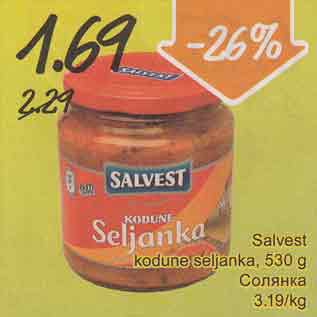 1.69
-26%
2.29
SALVEST
SALVEST
KODUNE
Seljanka
Salvest
kodune seljanka, 530 g
Солянка
3.19/kg